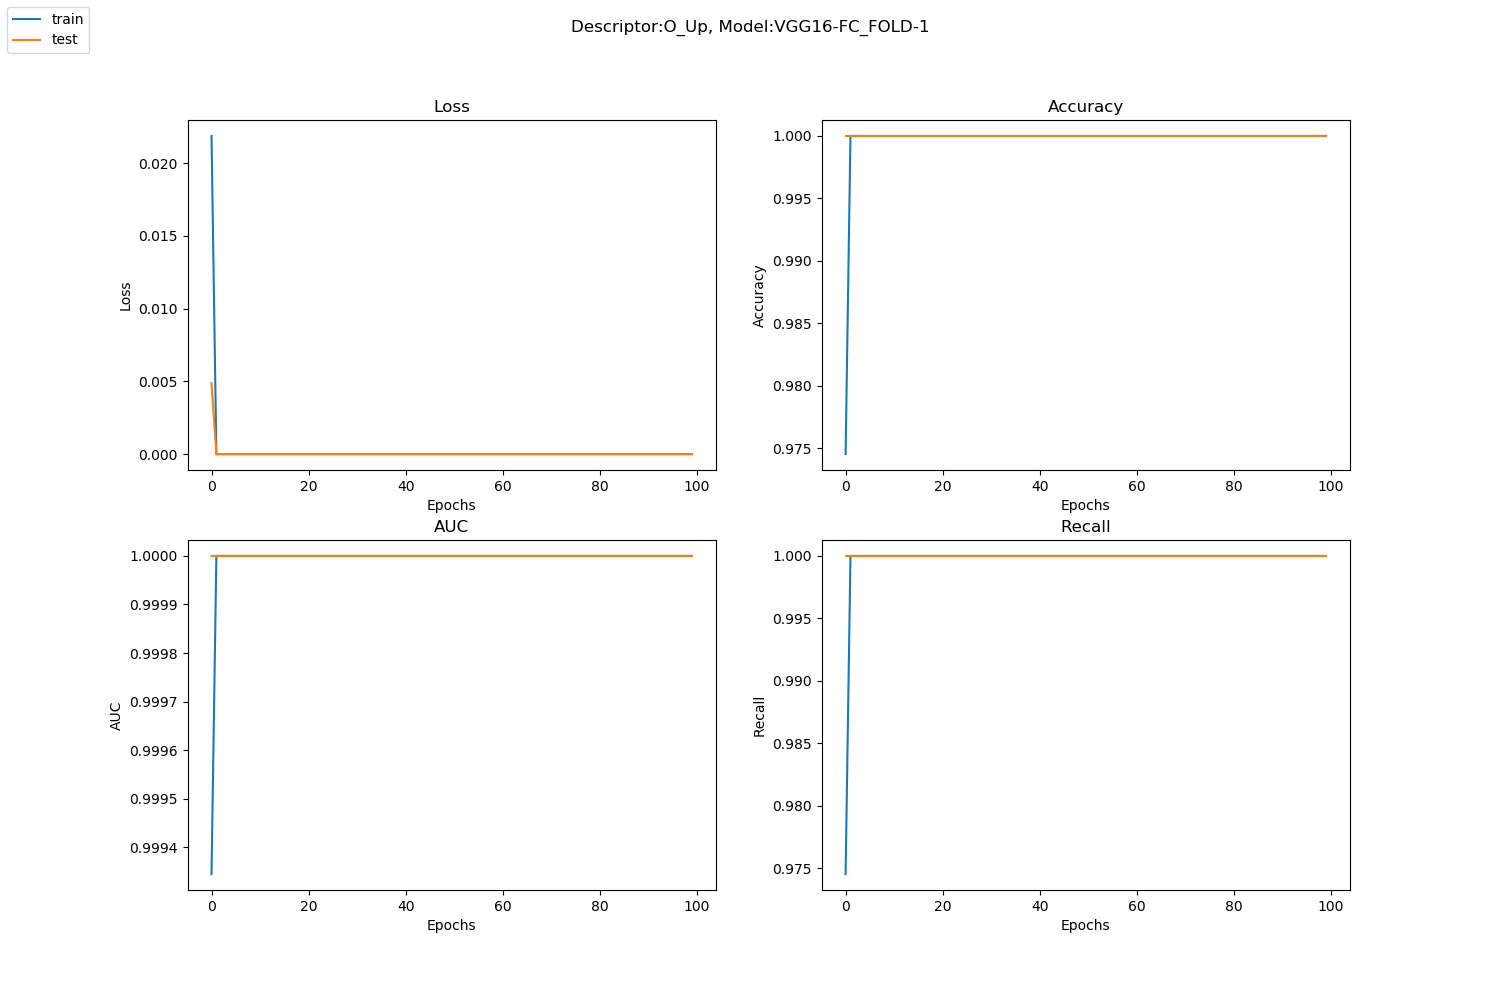 train
test
Descriptor:O_Up, Model:VGG16-FC_FOLD-1
Loss
0.020
0.015
0.010
0.005
0.000
Loss
0 20 40 60 80 100
Epochs
Accuracy
1.000
0.995
0.990
0.985
0.980
0.975
Accuracy
0 20 40 60 80 100
Epochs
AUC
1.0000
0.9999
0.9998
0.9997
0.9996
0.9995
0.9994
AUC
0 20 40 60 80 100
Epochs
Recall
1.000
0.995
0.990
0.985
0.980
0.975
Recall
0 20 40 60 80 100
Epochs